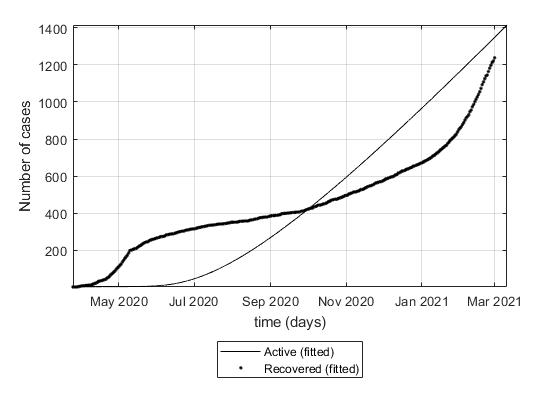 1400
1200
1000
800
600
400
200
Number of cases
May 2020 Jul 2020 Sep 2020 Nov 2020 Jan 2021 Mar 2021
time (days)
Active (fitted)
Recovered (fitted)